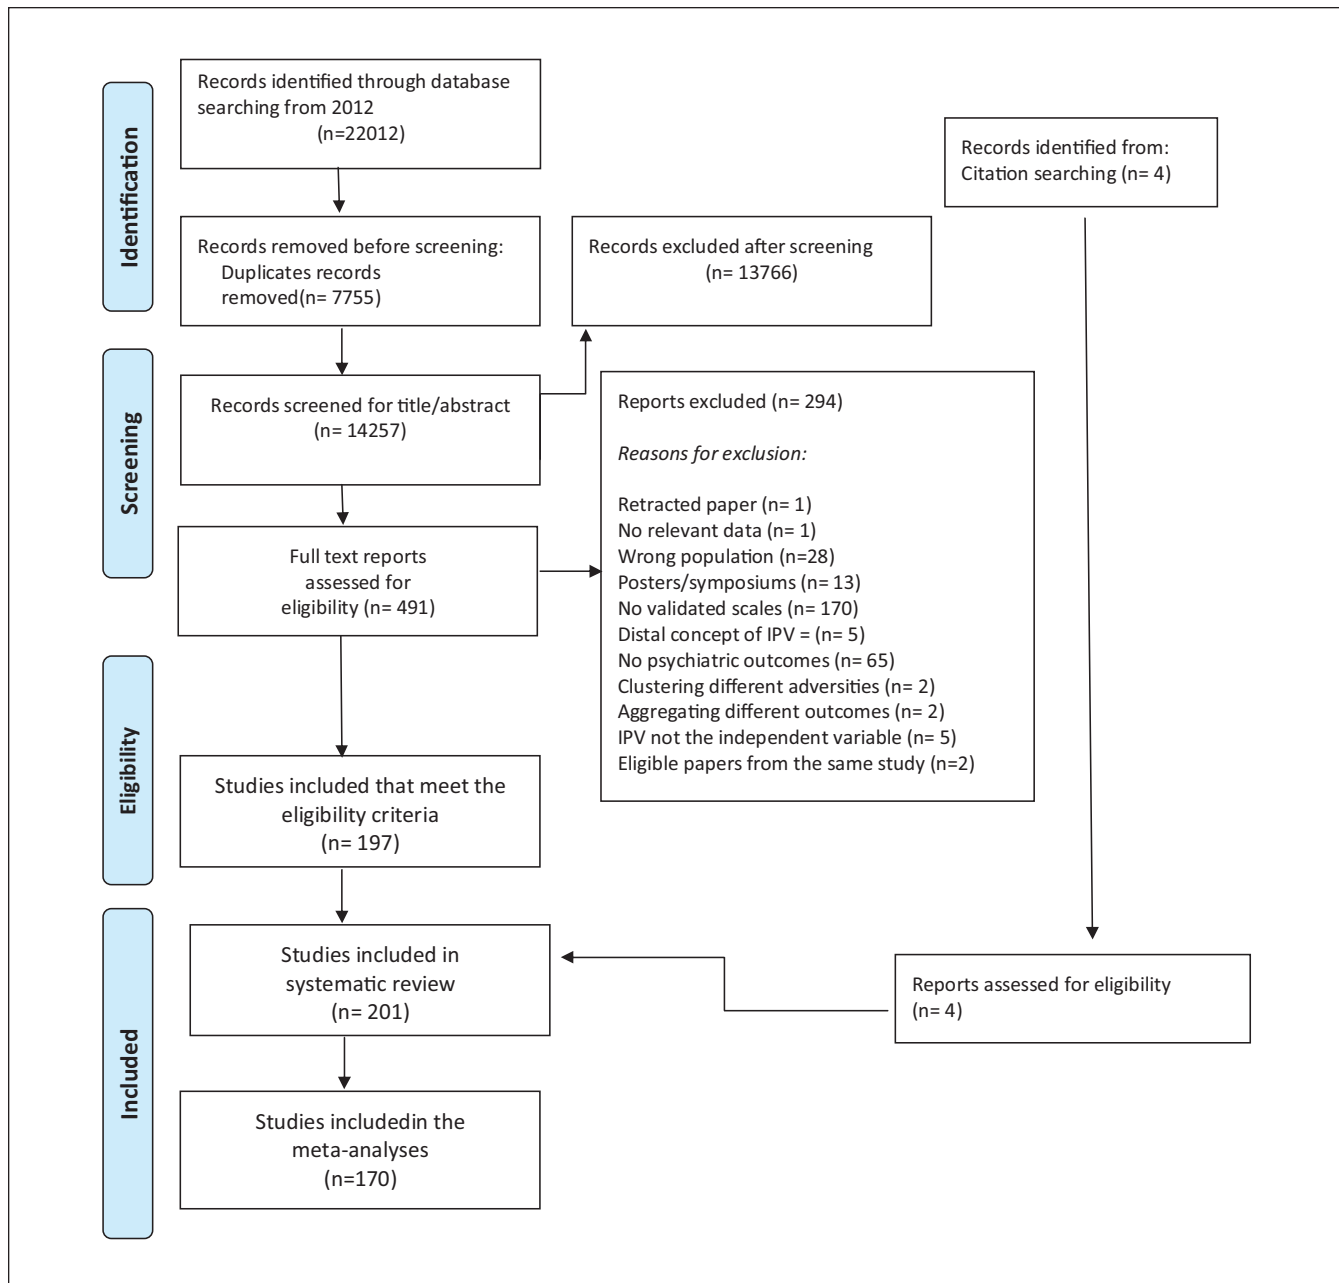 Identification
Records identified through database
searching from 2012
(n=22012)
Records identified from:
Citation searching (n= 4)
Records removed before screening:
Duplicates records
removed(n= 7755)
Records excluded after screening
(n= 13766)
Screening
Records screened for title/abstract
(n= 14257)
Full text reports
assessed for
eligibility (n= 491)
Reports excluded (n= 294)
Reasons for exclusion:
Retracted paper (n= 1)
No relevant data (n= 1)
Wrong population (n=28)
Posters/symposiums (n= 13)
No validated scales (n= 170)
Distal concept of IPV = (n= 5)
No psychiatric outcomes (n= 65)
Clustering different adversities (n= 2)
Aggregating different outcomes (n= 2)
IPV not the independent variable (n= 5)
Eligible papers from the same study (n=2)
Eligibility
Studies included that meet the
eligibility criteria
(n= 197)
Included
Studies included in
systematic review
(n= 201)
Reports assessed for eligibility
(n= 4)
Studies includedin the
meta-analyses
(n=170)